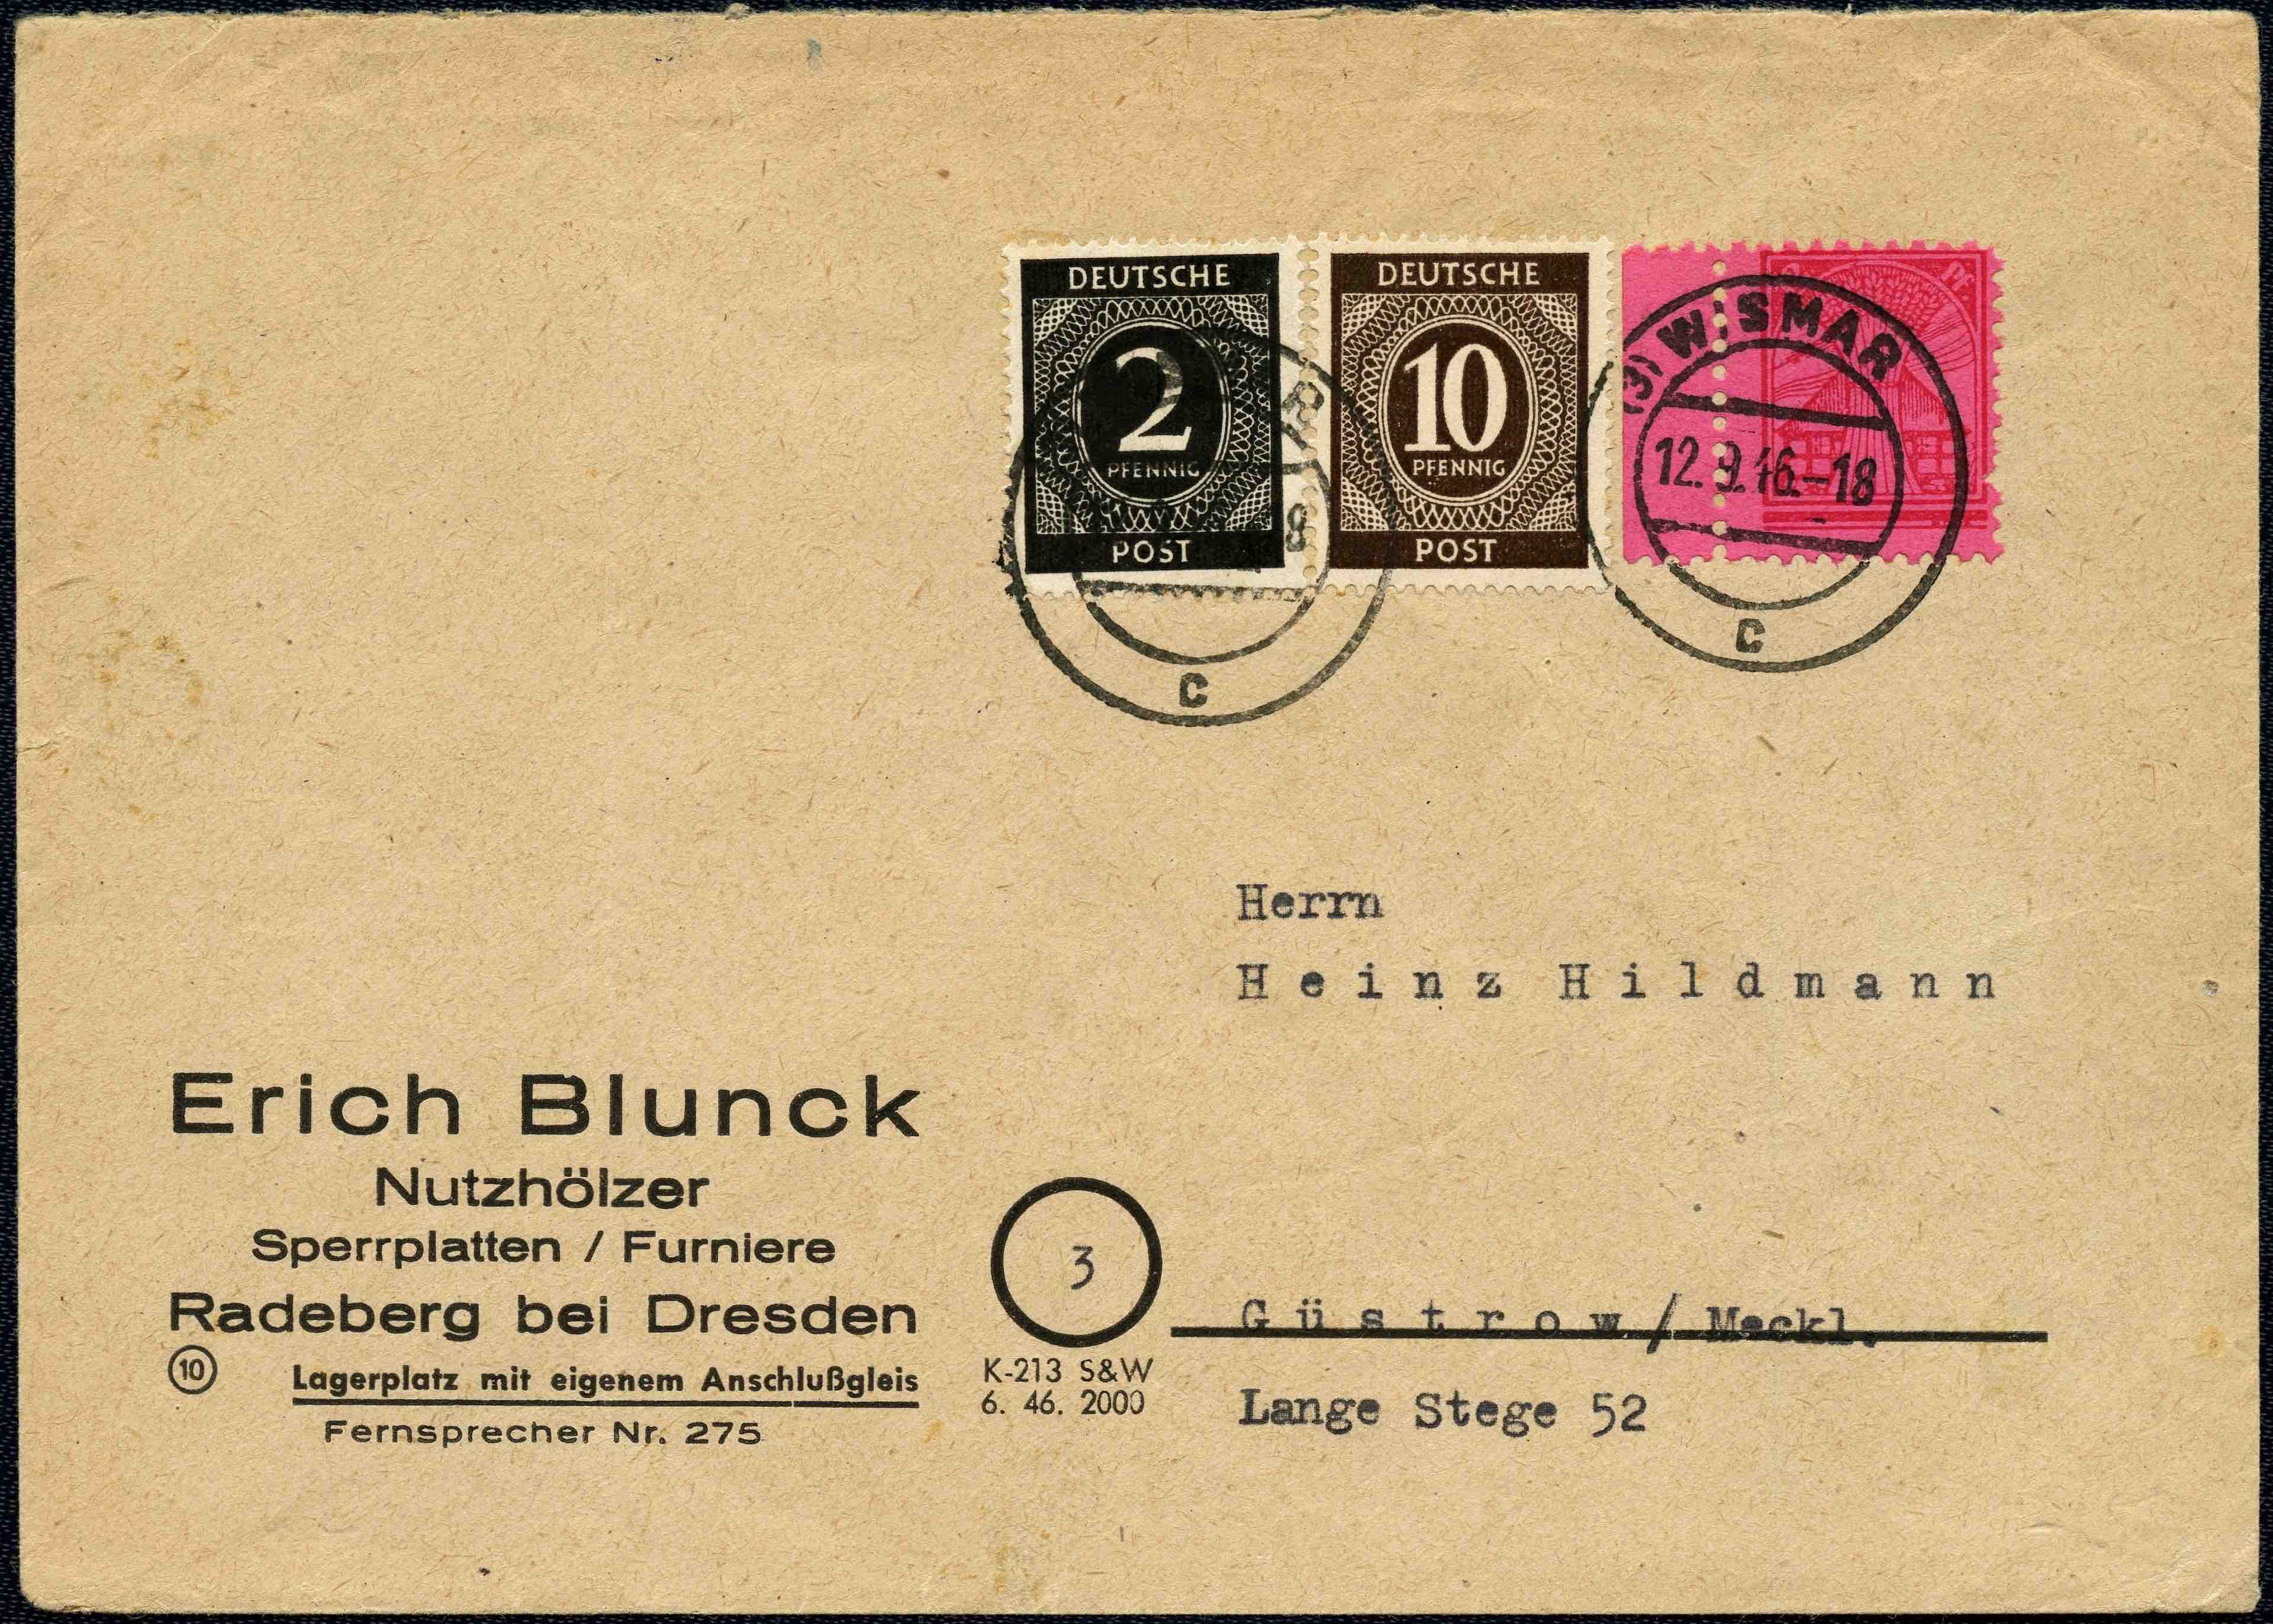 DEUTSCHE
2
PFENNIG
POST
DEUTSCHE
10
PFENNIG
POST
Pf
(3) WISMAR
12.9.46.-18
C
R
8
C
Herrn
Heinz Hildmann
Erich Blunck
Nutzhölzer
Sperrplatten / Furniere
Radeberg bei Dresden
10 Lagerplatz mit eigenem Anschlußgleis
Fernsprecher Nr. 275
3
K-213 S&W
6. 46. 2000
Güstrow/Meckl.
Lange Stege 52